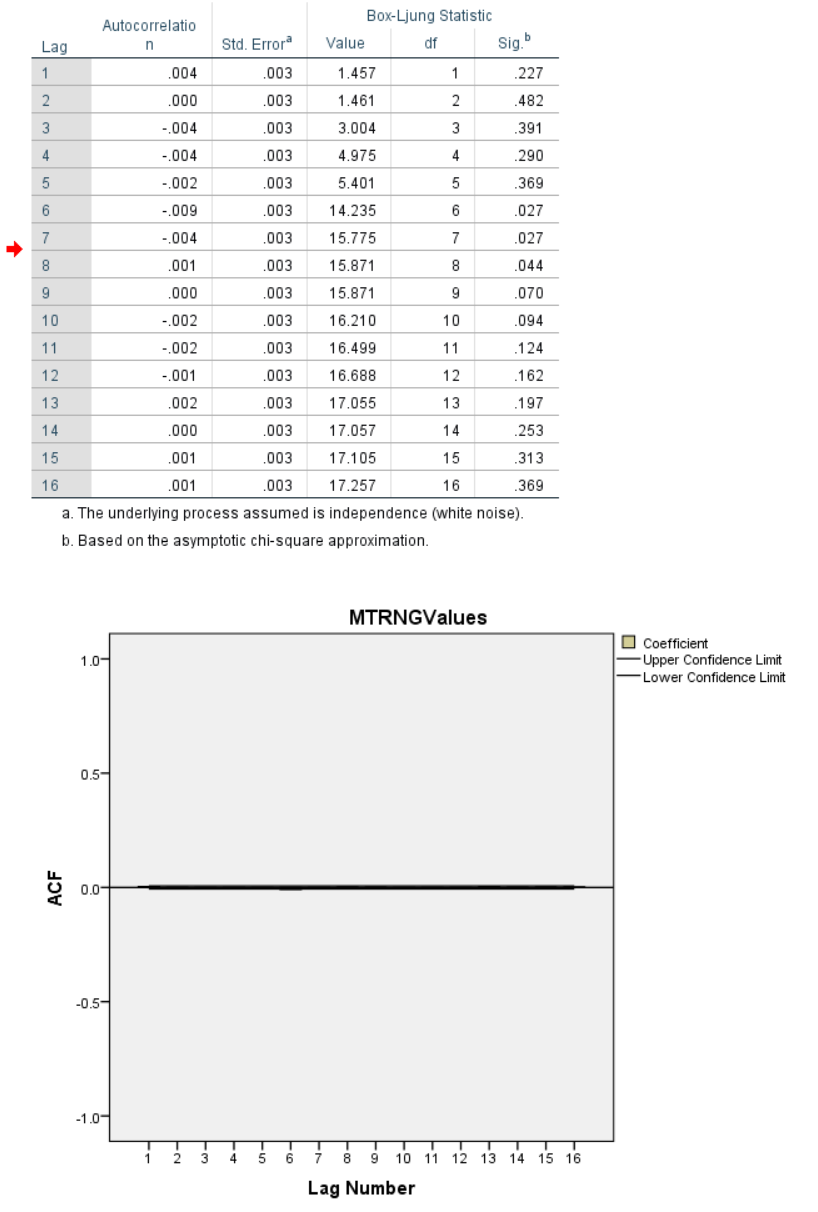 Box-Ljung Statistic
Autocorrelatio
Lag n Std. Errorª Value df Sig.ᵇ
1 .004 .003 1.457 1 .227
2 .000 .003 1.461 2 .482
3 -.004 .003 3.004 3 .391
4 -.004 .003 4.975 4 .290
5 -.002 .003 5.401 5 .369
6 -.009 .003 14.235 6 .027
7 -.004 .003 15.775 7 .027
8 .001 .003 15.871 8 .044
9 .000 .003 15.871 9 .070
10 -.002 .003 16.210 10 .094
11 -.002 .003 16.499 11 .124
12 -.001 .003 16.688 12 .162
13 .002 .003 17.055 13 .197
14 .000 .003 17.057 14 .253
15 .001 .003 17.105 15 .313
16 .001 .003 17.257 16 .369
a. The underlying process assumed is independence (white noise).
b. Based on the asymptotic chi-square approximation.
MTRNGValues
Coefficient
Upper Confidence Limit
Lower Confidence Limit
1.0
0.5
0.0
-0.5
-1.0
ACF
1 2 3 4 5 6 7 8 9 10 11 12 13 14 15 16
Lag Number